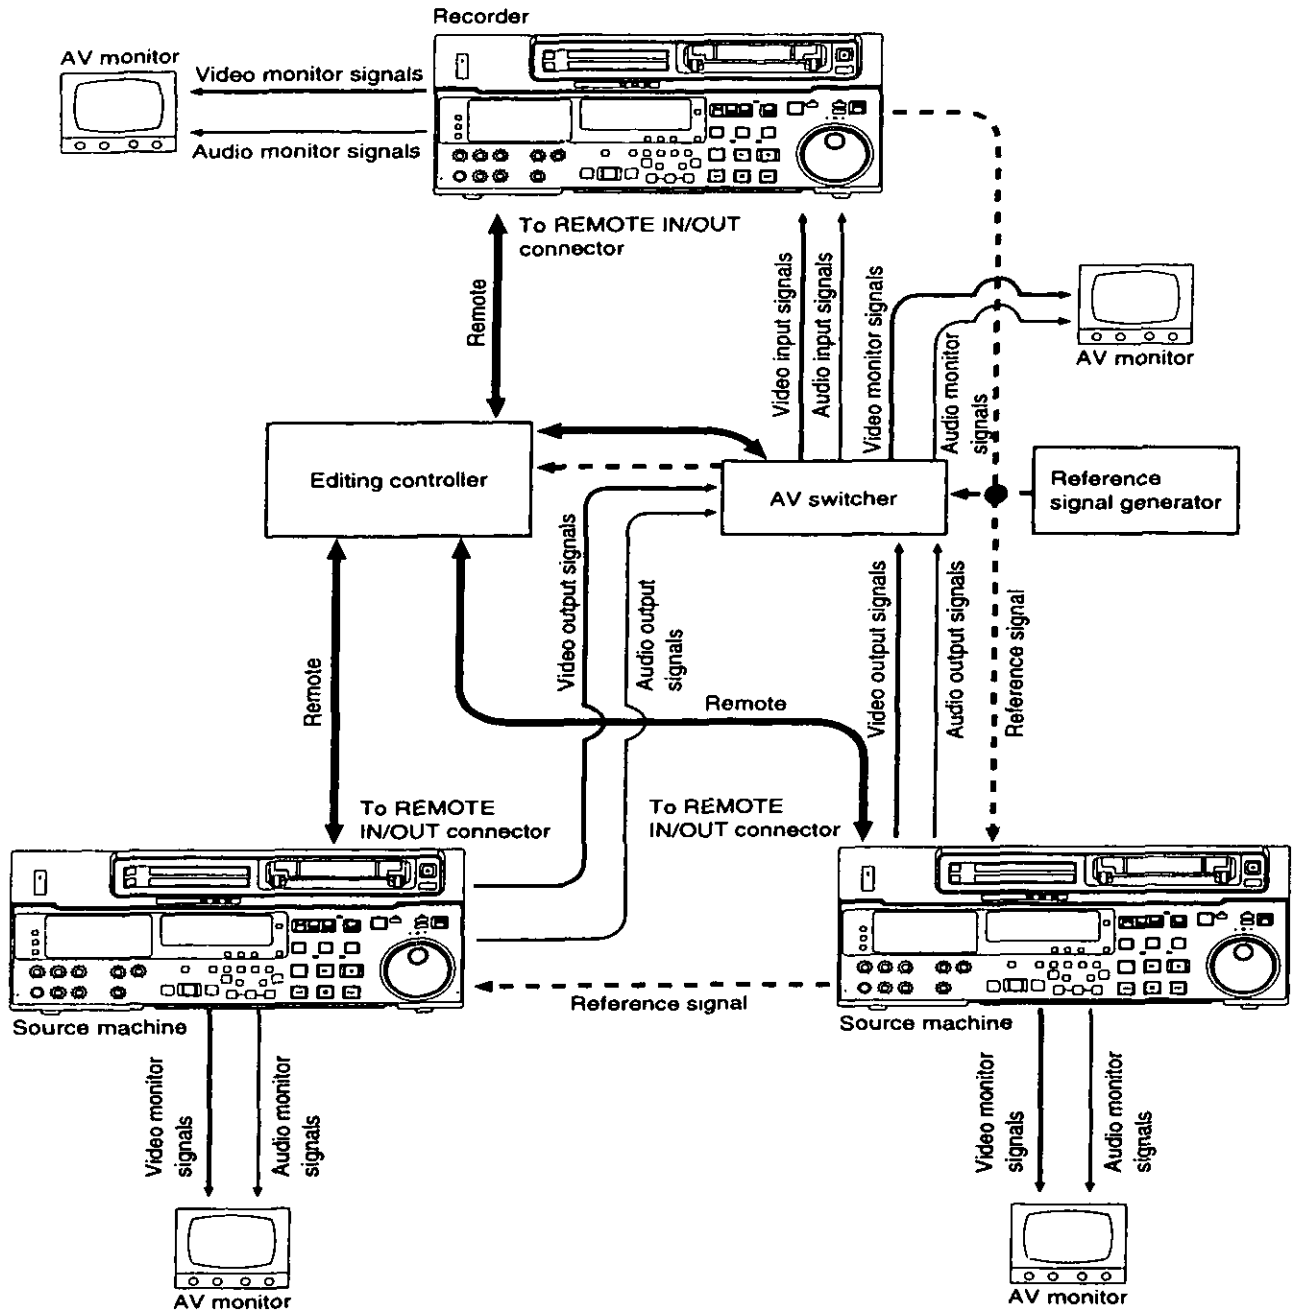 Recorder
AV monitor
Video monitor signals
Audio monitor signals
To REMOTE IN/OUT
connector
Remote
Video input signals
Audio input signals
Video monitor signals
Audio monitor
signals
AV monitor
Editing controller
AV switcher
Reference
signal generator
Remote
Video output signals
Audio output
signals
Remote
Video output signals
Audio output signals
Reference signal
To REMOTE
IN/OUT connector
To REMOTE
IN/OUT connector
Reference signal
Source machine
Source machine
Video monitor
signals
Audio monitor
signals
Video monitor
signals
Audio monitor
signals
AV monitor
AV monitor